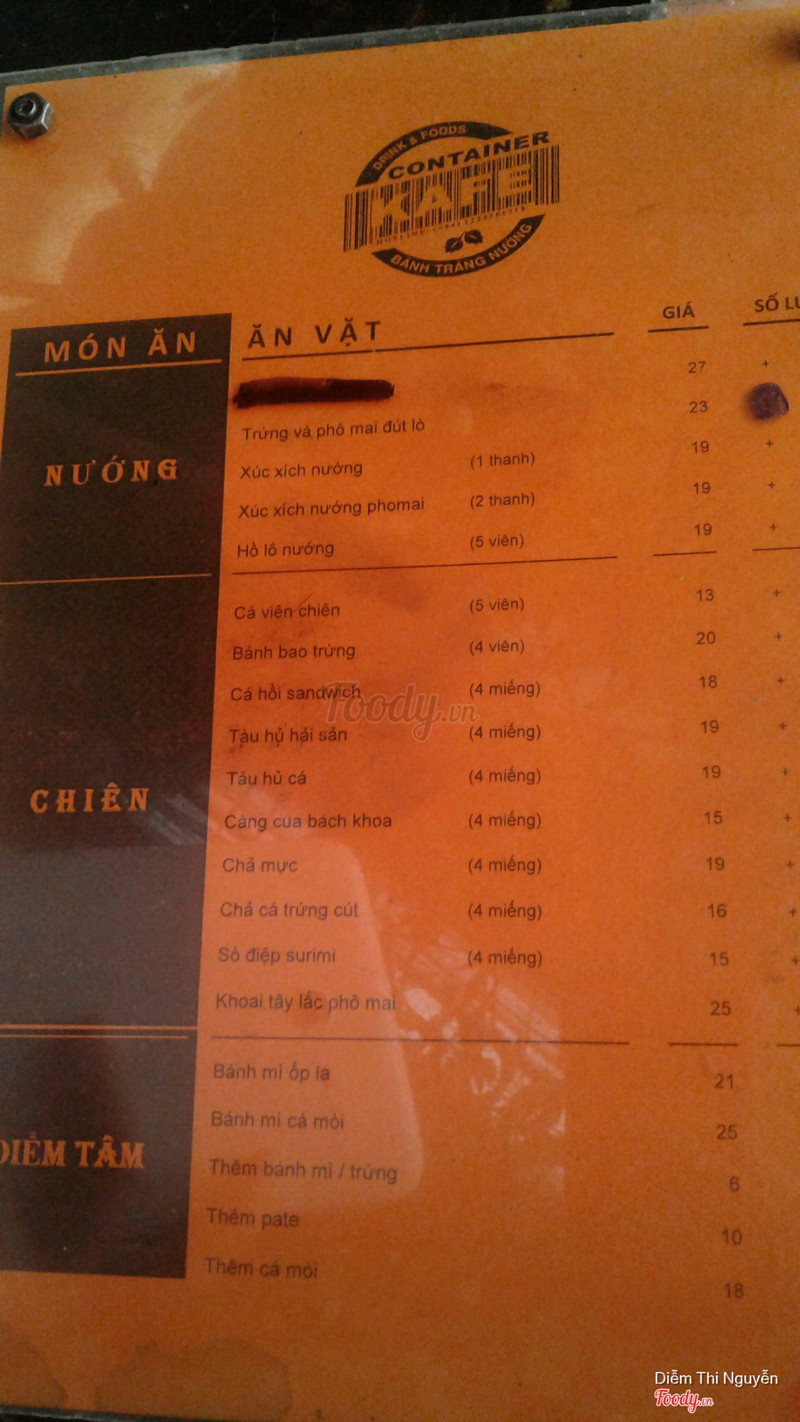 DRINK & FOODS
CONTAINER
KAFE
BÁNH TRÁNG NƯỚNG
MÓN ĂN ĂN VẶT GIÁ SỐ
27 +
NƯỚNG
Trứng và phô mai đút lò 23
Xúc xích nướng (1 thanh) 19 +
Xúc xích nướng phomai (2 thanh) 19 +
Hồ lô nướng (5 viên) 19 +
CHIÊN
Cá viên chiên (5 viên) 13 +
Bánh bao trứng (4 viên) 20 +
Cá hồi sandwich (4 miếng) 18 +
Tàu hủ hải sản (4 miếng) 19 +
Tàu hủ cá (4 miếng) 19 +
Càng cua bách khoa (4 miếng) 15 +
Chả mực (4 miếng) 19 +
Chả cá trứng cút (4 miếng) 16 +
Sò điệp surimi (4 miếng) 15 +
Khoai tây lắc phô mai 25 +
ĐIỂM TÂM
Bánh mì ốp la 21
Bánh mì cá mòi 25
Thêm bánh mì / trứng 6
Thêm pate 10
Thêm cá mòi 18
Foody.vn
Diễm Thi Nguyễn
Foody.vn